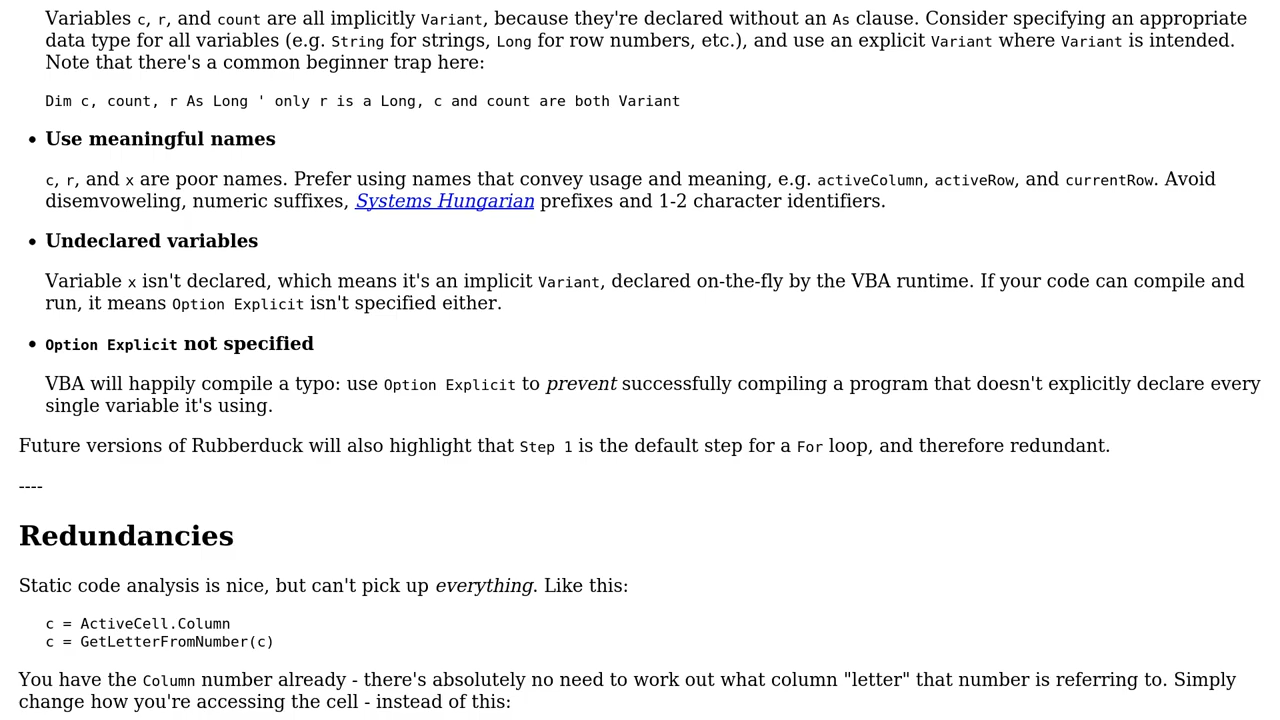 Variables c, r, and count are all implicitly Variant, because they're declared without an As clause. Consider specifying an appropriate
data type for all variables (e.g. String for strings, Long for row numbers, etc.), and use an explicit Variant where Variant is intended.
Note that there's a common beginner trap here:
Dim c, count, r As Long ' only r is a Long, c and count are both Variant
• Use meaningful names
c, r, and x are poor names. Prefer using names that convey usage and meaning, e.g. activeColumn, activeRow, and currentRow. Avoid
disemvoweling, numeric suffixes, Systems Hungarian prefixes and 1-2 character identifiers.
• Undeclared variables
Variable x isn't declared, which means it's an implicit Variant, declared on-the-fly by the VBA runtime. If your code can compile and
run, it means Option Explicit isn't specified either.
• Option Explicit not specified
VBA will happily compile a typo: use Option Explicit to prevent successfully compiling a program that doesn't explicitly declare every
single variable it's using.
Future versions of Rubberduck will also highlight that Step 1 is the default step for a For loop, and therefore redundant.
----
Redundancies
Static code analysis is nice, but can't pick up everything. Like this:
c = ActiveCell.Column
c = GetLetterFromNumber(c)
You have the Column number already - there's absolutely no need to work out what column "letter" that number is referring to. Simply
change how you're accessing the cell - instead of this: